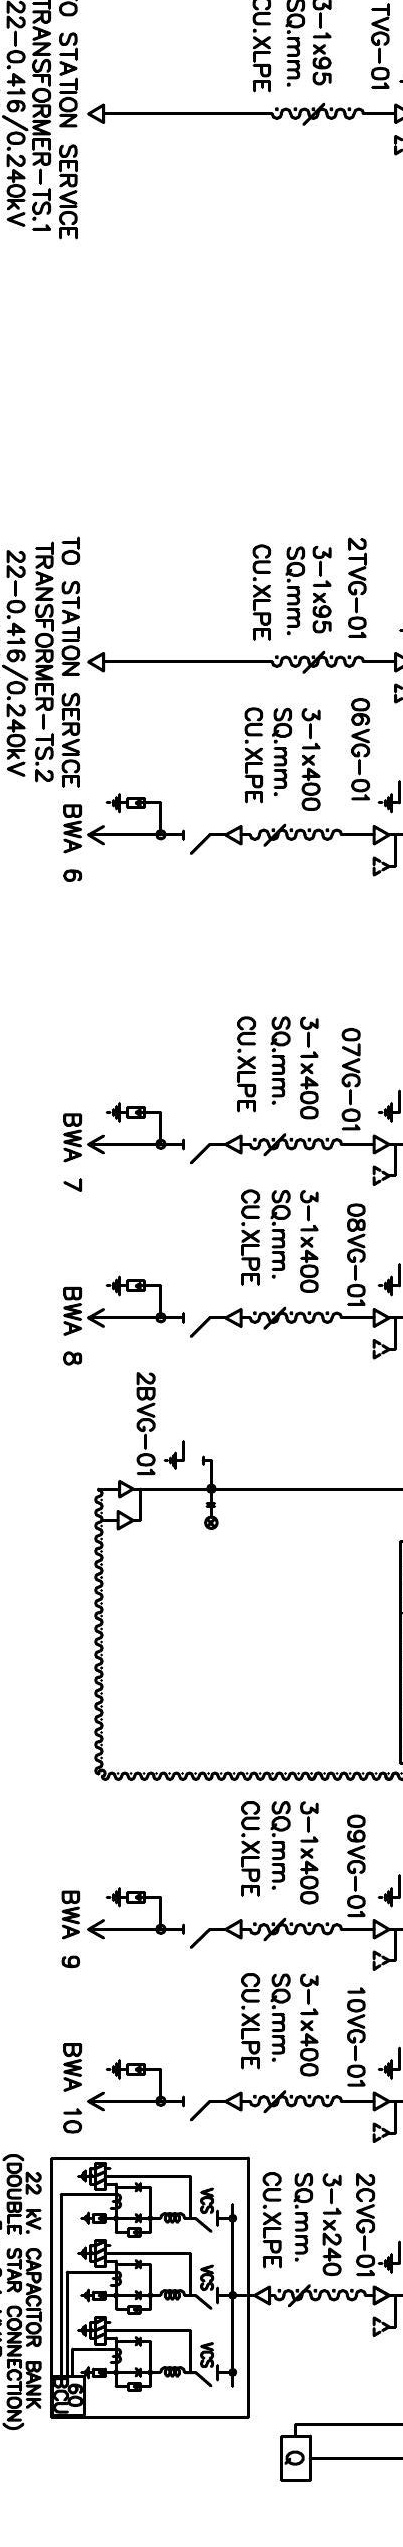 TVG-01
3-1x95
SQ.mm.
CU.XLPE
TO STATION SERVICE
TRANSFORMER-TS.1
22-0.416/0.240kV
2TVG-01
3-1x95
SQ.mm.
CU.XLPE
TO STATION SERVICE
TRANSFORMER-TS.2
22-0.416/0.240kV
06VG-01
3-1x400
SQ.mm.
CU.XLPE
BWA 6
07VG-01
3-1x400
SQ.mm.
CU.XLPE
BWA 7
08VG-01
3-1x400
SQ.mm.
CU.XLPE
BWA 8
2BVG-01
09VG-01
3-1x400
SQ.mm.
CU.XLPE
BWA 9
10VG-01
3-1x400
SQ.mm.
CU.XLPE
BWA 10
2CVG-01
3-1x240
SQ.mm.
CU.XLPE
VCS
VCS
VCS
60
BCU
22 kV. CAPACITOR BANK
(DOUBLE STAR CONNECTION)
Q